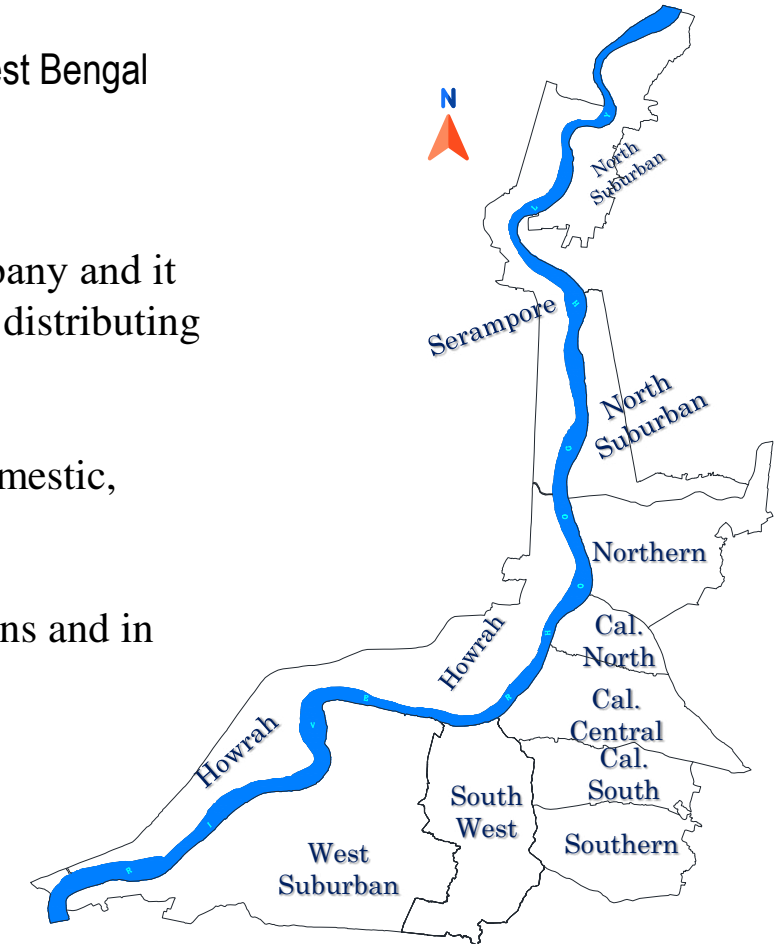 est Bengal
N
pany and it
distributing
mestic,
ns and in
North
Suburban
Serampore
North
Suburban
Northern
Howrah
Cal.
North
Cal.
Central
Howrah
Cal.
South
South
West
Southern
West
Suburban
R
I
V
E
R
H
O
O
G
H
L
Y